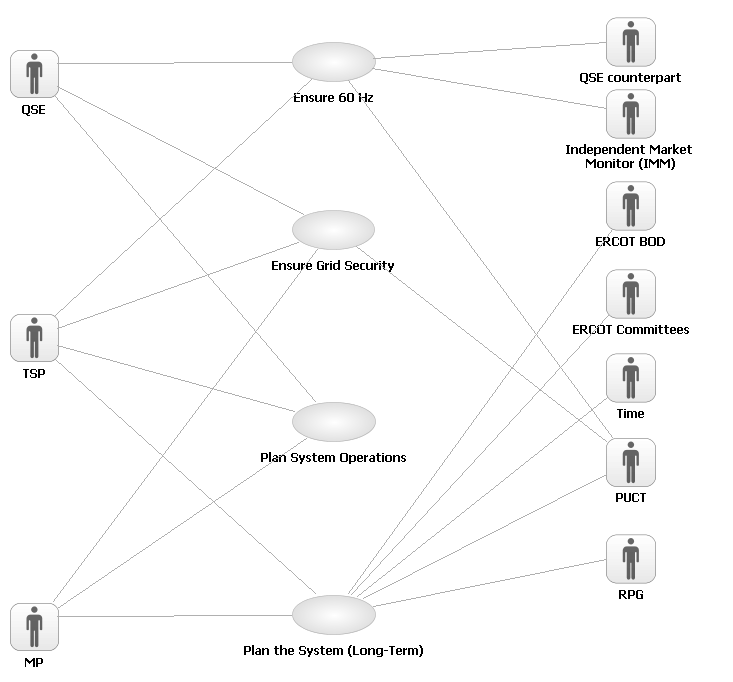 QSE counterpart
Ensure 60 Hz
QSE
Independent Market
Monitor (IMM)
ERCOT BOD
Ensure Grid Security
ERCOT Committees
TSP
Time
Plan System Operations
PUCT
RPG
Plan the System (Long-Term)
MP